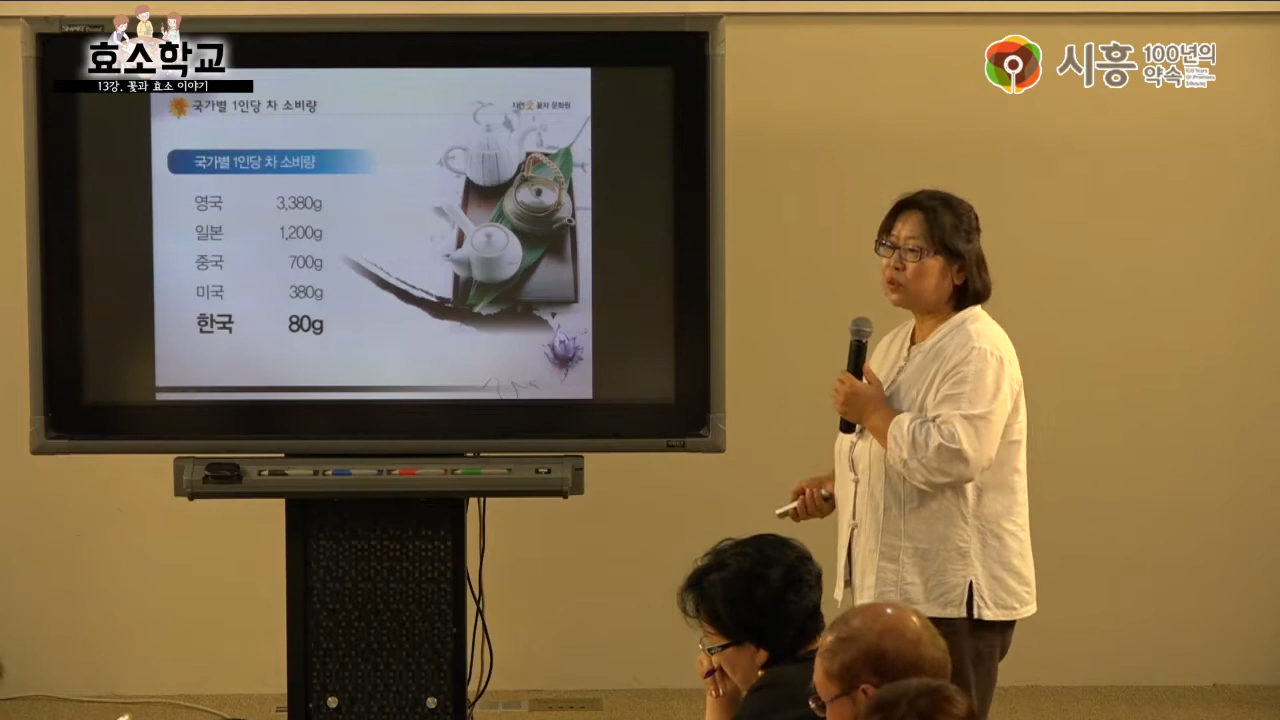 효소학교
13강. 꽃과 효소 이야기
시흥 100년의
약속
국가별 1인당 차 소비량
국가별 1인당 차 소비량
영국 3,380g
일본 1,200g
중국 700g
미국 380g
한국 80g